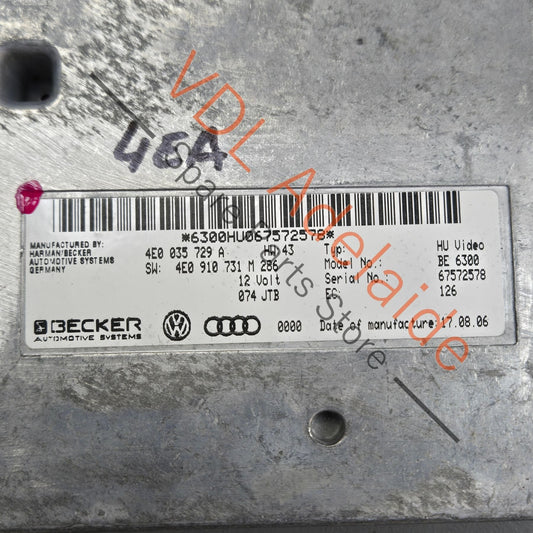 4EA
*6300HU067572578*
MANUFACTURED BY:
HARMAN/BECKER
AUTOMOTIVE SYSTEMS
GERMANY
4E0 035 729 A HW:43
SW: 4E0 910 731 M 286
12 Volt
074 JTB
Typ: HU Video
Model No.: BE 6300
Serial No.: 67572578
EC: 126
BECKER
AUTOMOTIVE SYSTEMS
0000 Date of manufacture: 17.08.06
VDL Adelaide
Spare Parts Store